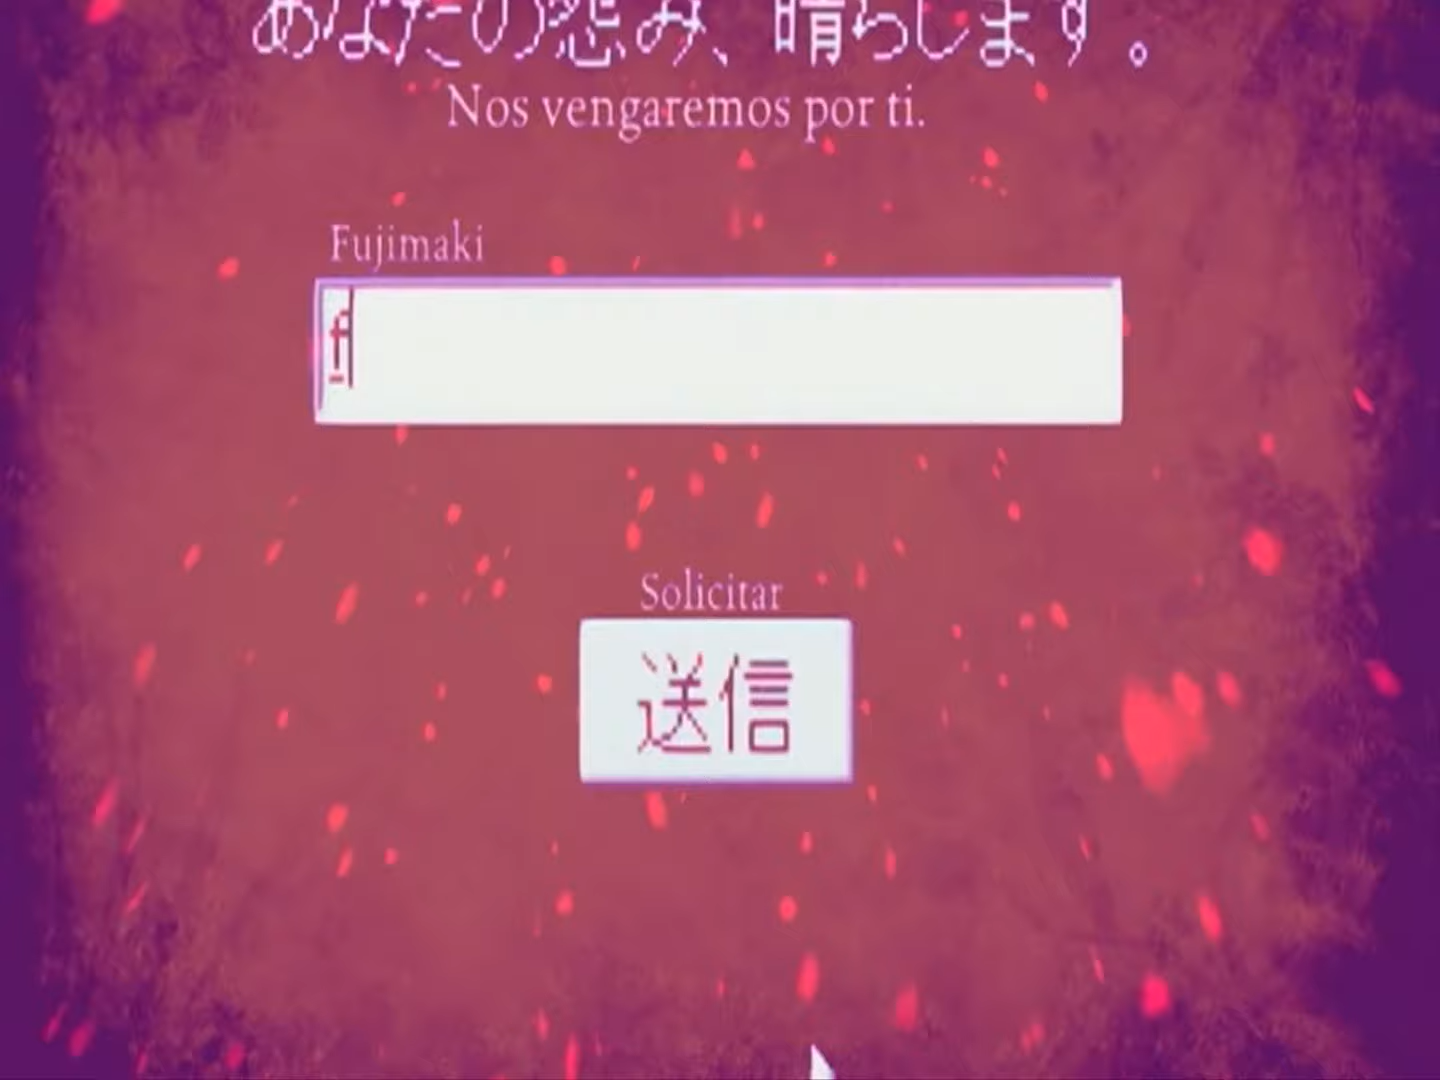 あなたの怨み、晴らします。
Nos vengaremos por ti.
Fujimaki
f
Solicitar
送信